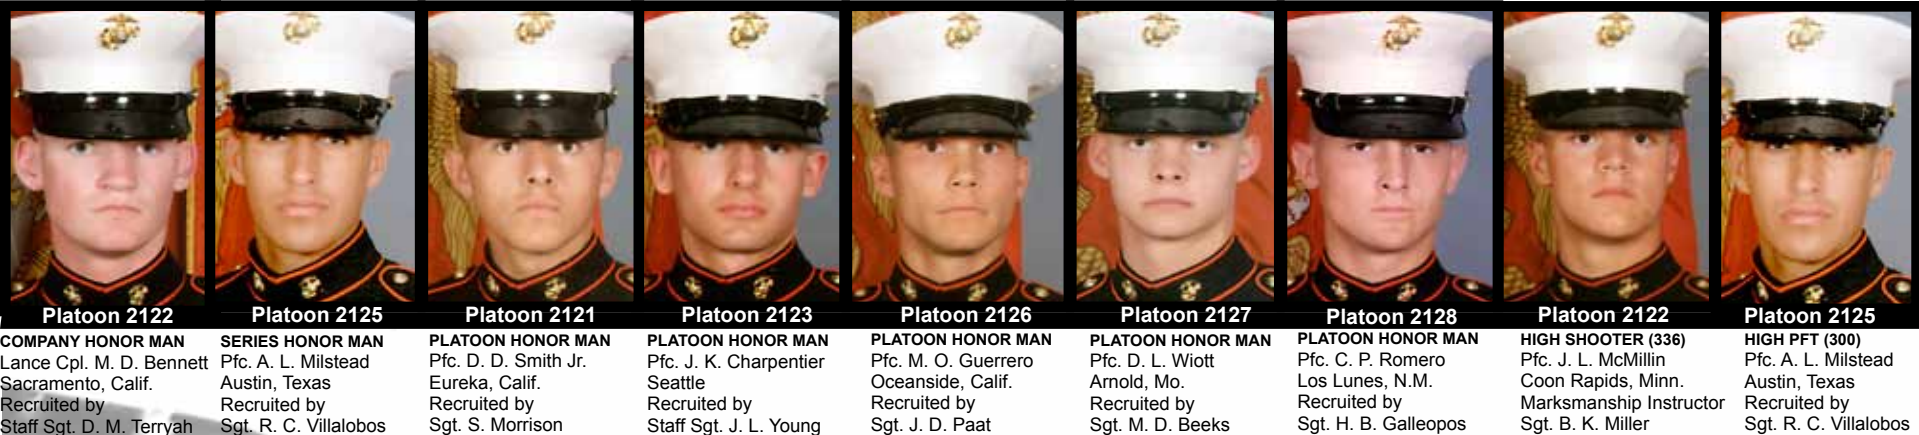 Platoon 2122
COMPANY HONOR MAN
Lance Cpl. M. D. Bennett
Sacramento, Calif.
Recruited by
Staff Sgt. D. M. Terryah
Platoon 2125
SERIES HONOR MAN
Pfc. A. L. Milstead
Austin, Texas
Recruited by
Sgt. R. C. Villalobos
Platoon 2121
PLATOON HONOR MAN
Pfc. D. D. Smith Jr.
Eureka, Calif.
Recruited by
Sgt. S. Morrison
Platoon 2123
PLATOON HONOR MAN
Pfc. J. K. Charpentier
Seattle
Recruited by
Staff Sgt. J. L. Young
Platoon 2126
PLATOON HONOR MAN
Pfc. M. O. Guerrero
Oceanside, Calif.
Recruited by
Sgt. J. D. Paat
Platoon 2127
PLATOON HONOR MAN
Pfc. D. L. Wiott
Arnold, Mo.
Recruited by
Sgt. M. D. Beeks
Platoon 2128
PLATOON HONOR MAN
Pfc. C. P. Romero
Los Lunes, N.M.
Recruited by
Sgt. H. B. Galleopos
Platoon 2122
HIGH SHOOTER (336)
Pfc. J. L. McMillin
Coon Rapids, Minn.
Marksmanship Instructor
Sgt. B. K. Miller
Platoon 2125
HIGH PFT (300)
Pfc. A. L. Milstead
Austin, Texas
Recruited by
Sgt. R. C. Villalobos